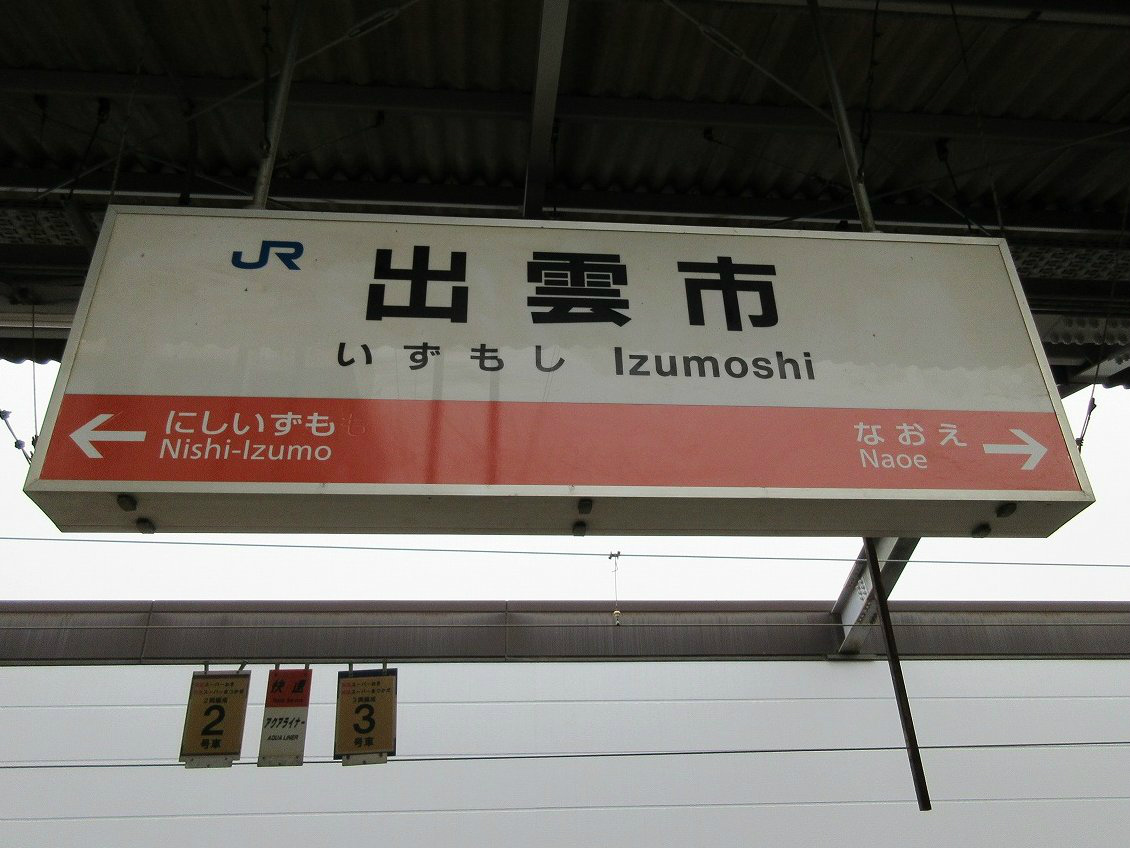 JR 出雲市
いずもし Izumoshi
にしいずも
Nishi-Izumo
なおえ
Naoe
2
号車
快速
アクアライナー
AQUA LINER
3
号車